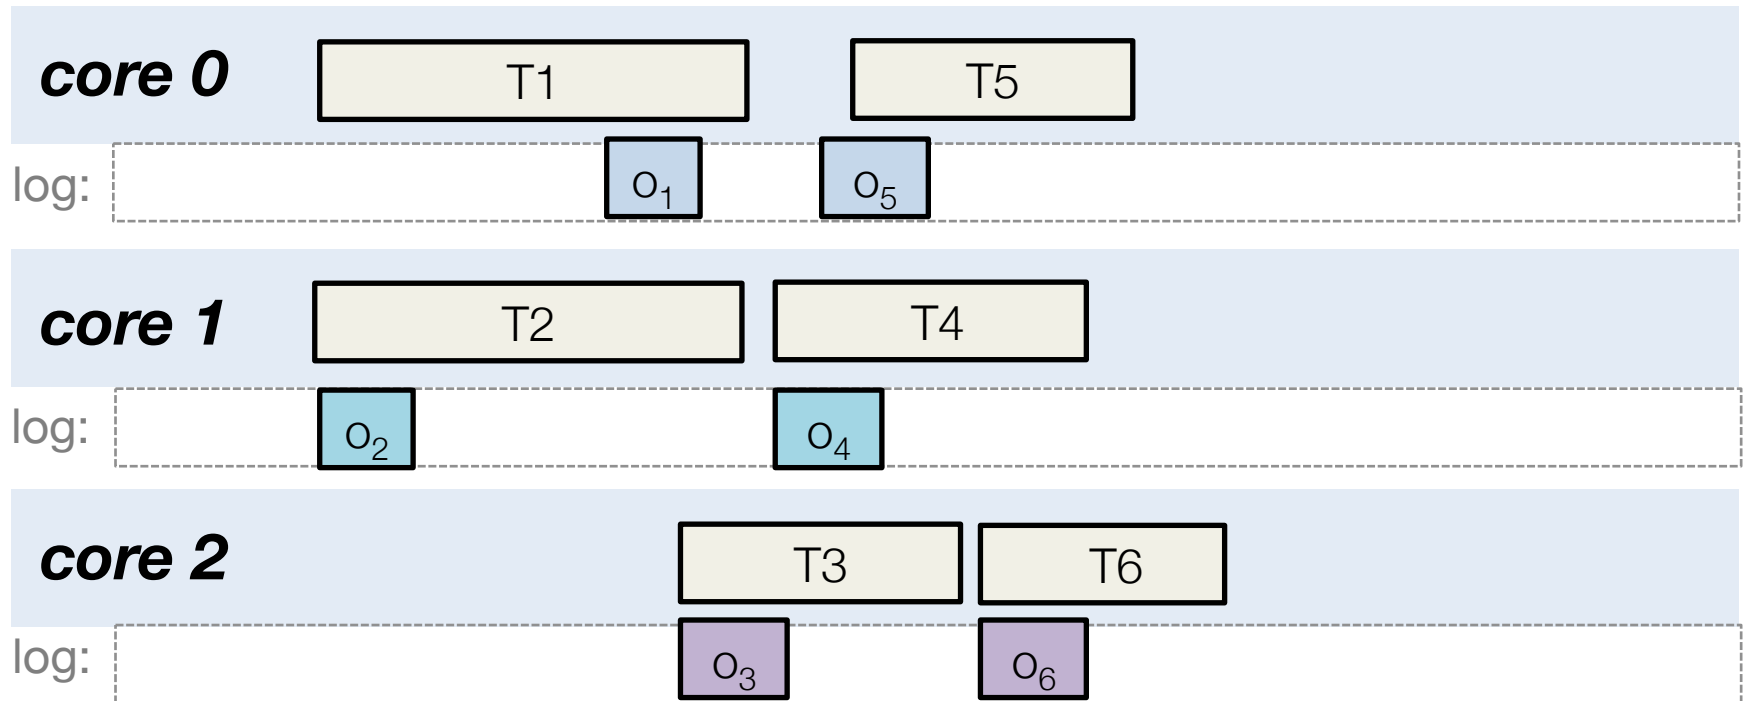 core 0 T1 T5
log: o₁ o₅
core 1 T2 T4
log: o₂ o₄
core 2 T3 T6
log: o₃ o₆